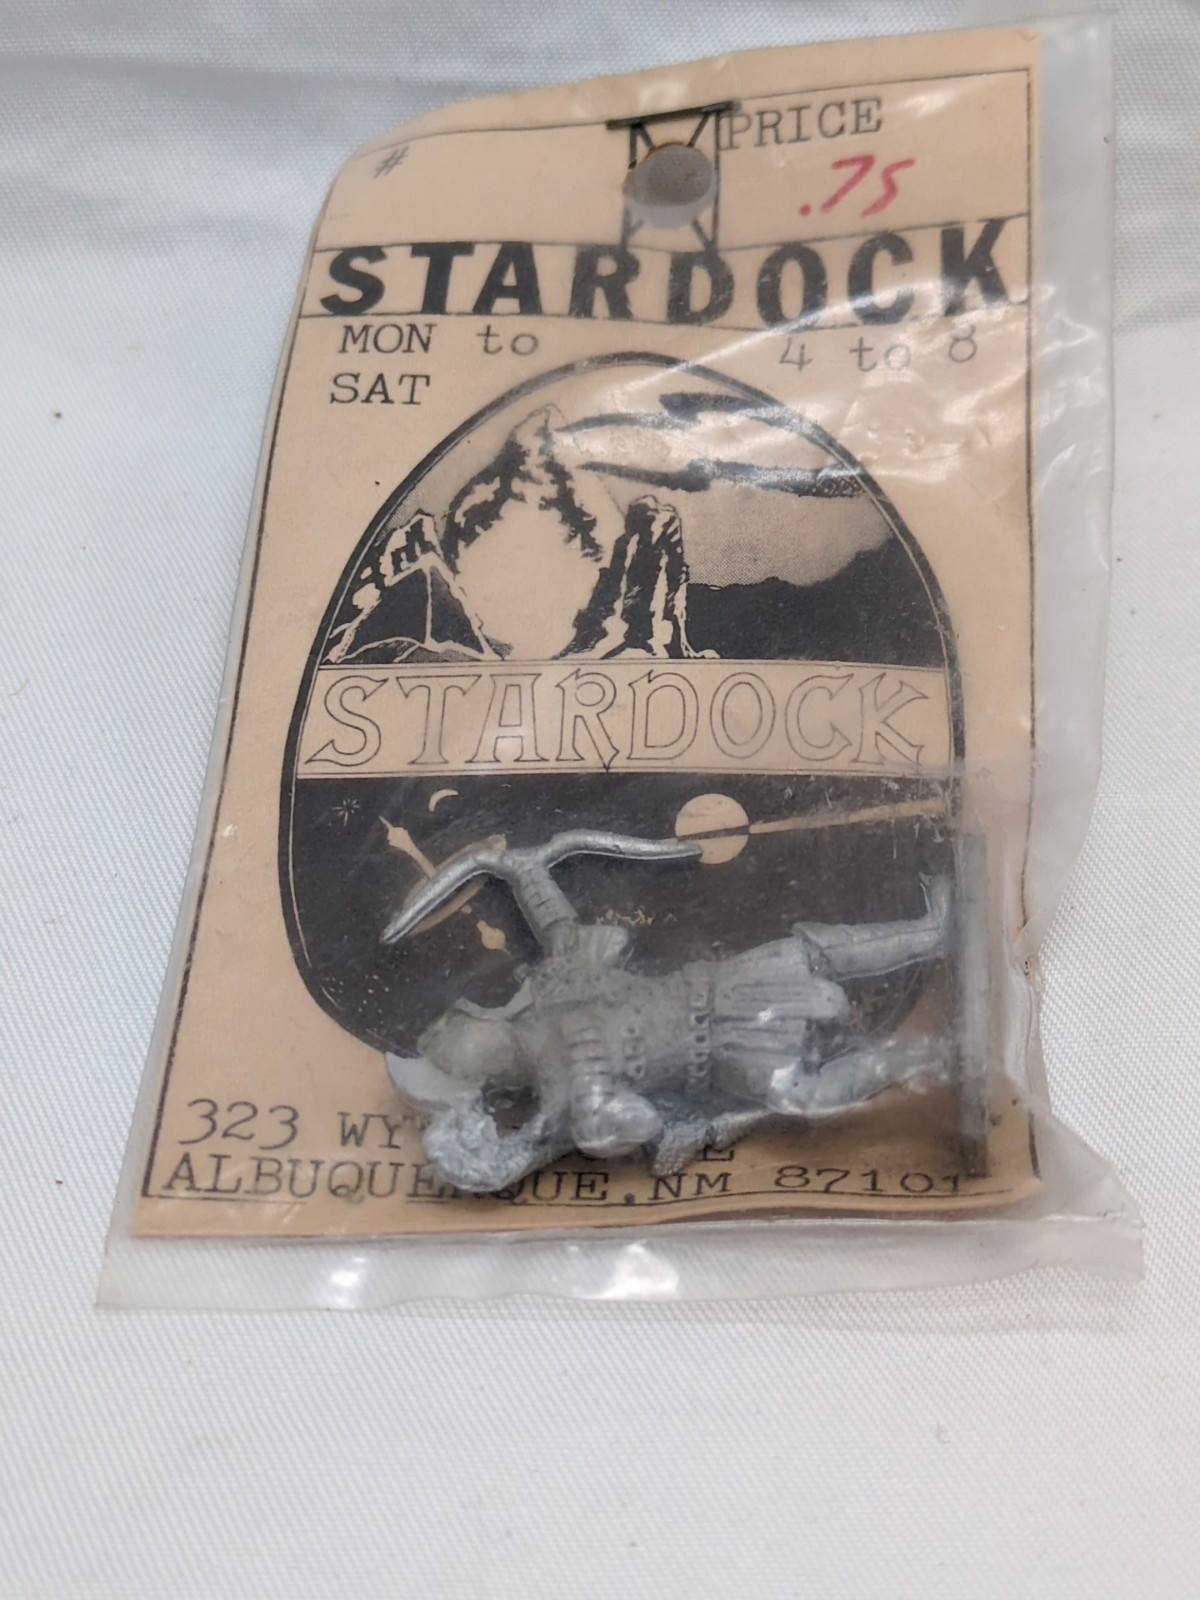 # PRICE
.75
STARDOCK
MON to 4 to 8
SAT
STARDOCK
323
ALBUQUERQUE.NM 87101